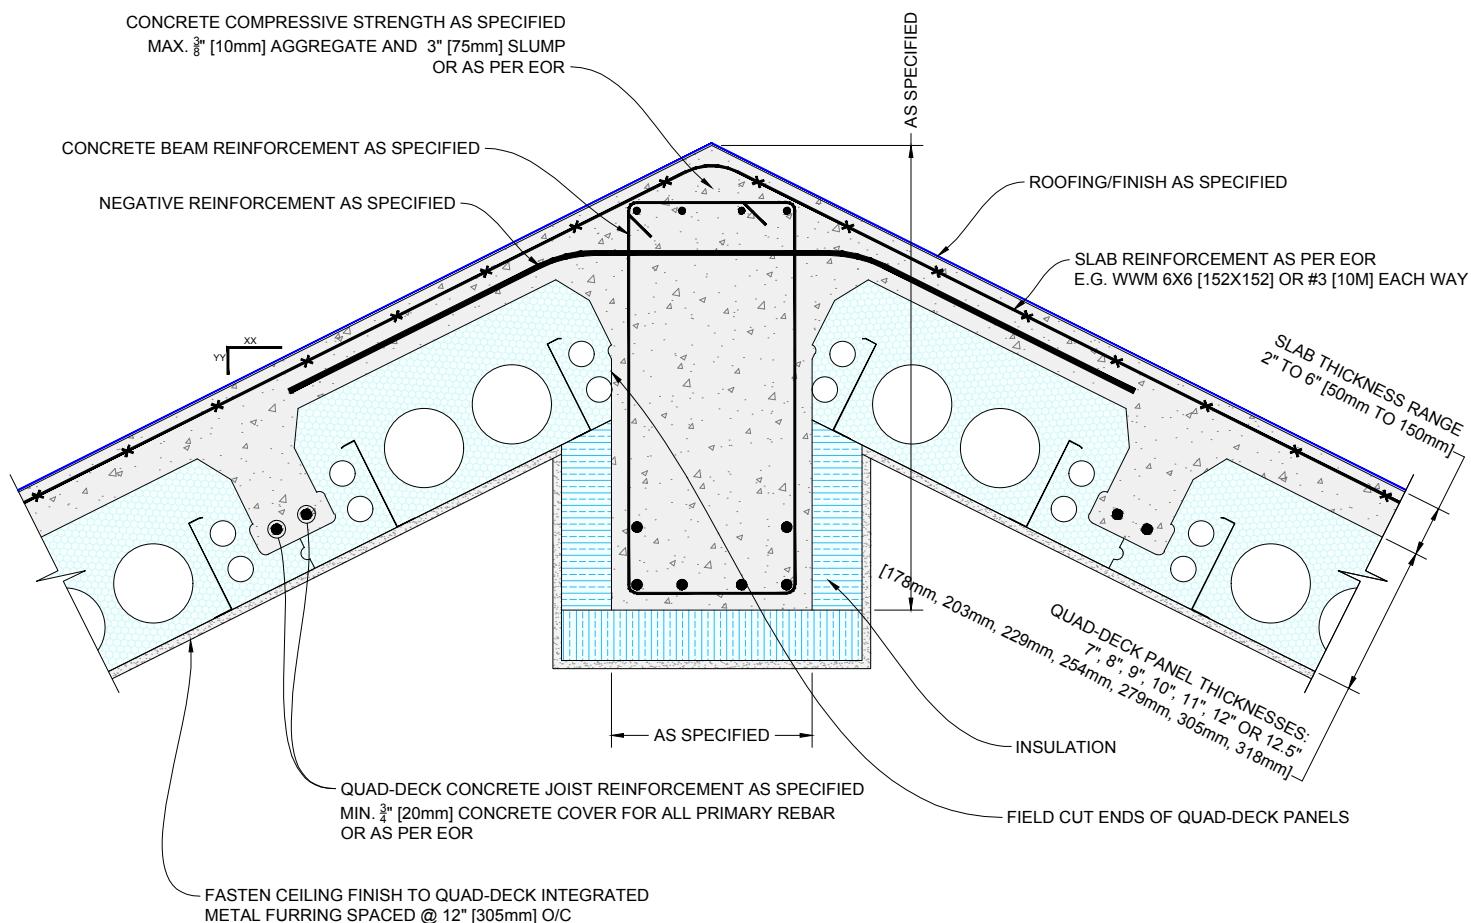 CONCRETE COMPRESSIVE STRENGTH AS SPECIFIED
MAX. 3/8" [10mm] AGGREGATE AND 3" [75mm] SLUMP
OR AS PER EOR
AS SPECIFIED
CONCRETE BEAM REINFORCEMENT AS SPECIFIED
NEGATIVE REINFORCEMENT AS SPECIFIED
ROOFING/FINISH AS SPECIFIED
SLAB REINFORCEMENT AS PER EOR
E.G. WWM 6X6 [152X152] OR #3 [10M] EACH WAY
XX
YY
SLAB THICKNESS RANGE
2" TO 6" [50mm TO 150mm]
QUAD-DECK PANEL THICKNESSES:
7", 8", 9", 10", 11", 12" OR 12.5"
[178mm, 203mm, 229mm, 254mm, 279mm, 305mm, 318mm]
AS SPECIFIED
INSULATION
QUAD-DECK CONCRETE JOIST REINFORCEMENT AS SPECIFIED
MIN. 3/4" [20mm] CONCRETE COVER FOR ALL PRIMARY REBAR
OR AS PER EOR
FIELD CUT ENDS OF QUAD-DECK PANELS
FASTEN CEILING FINISH TO QUAD-DECK INTEGRATED
METAL FURRING SPACED @ 12" [305mm] O/C